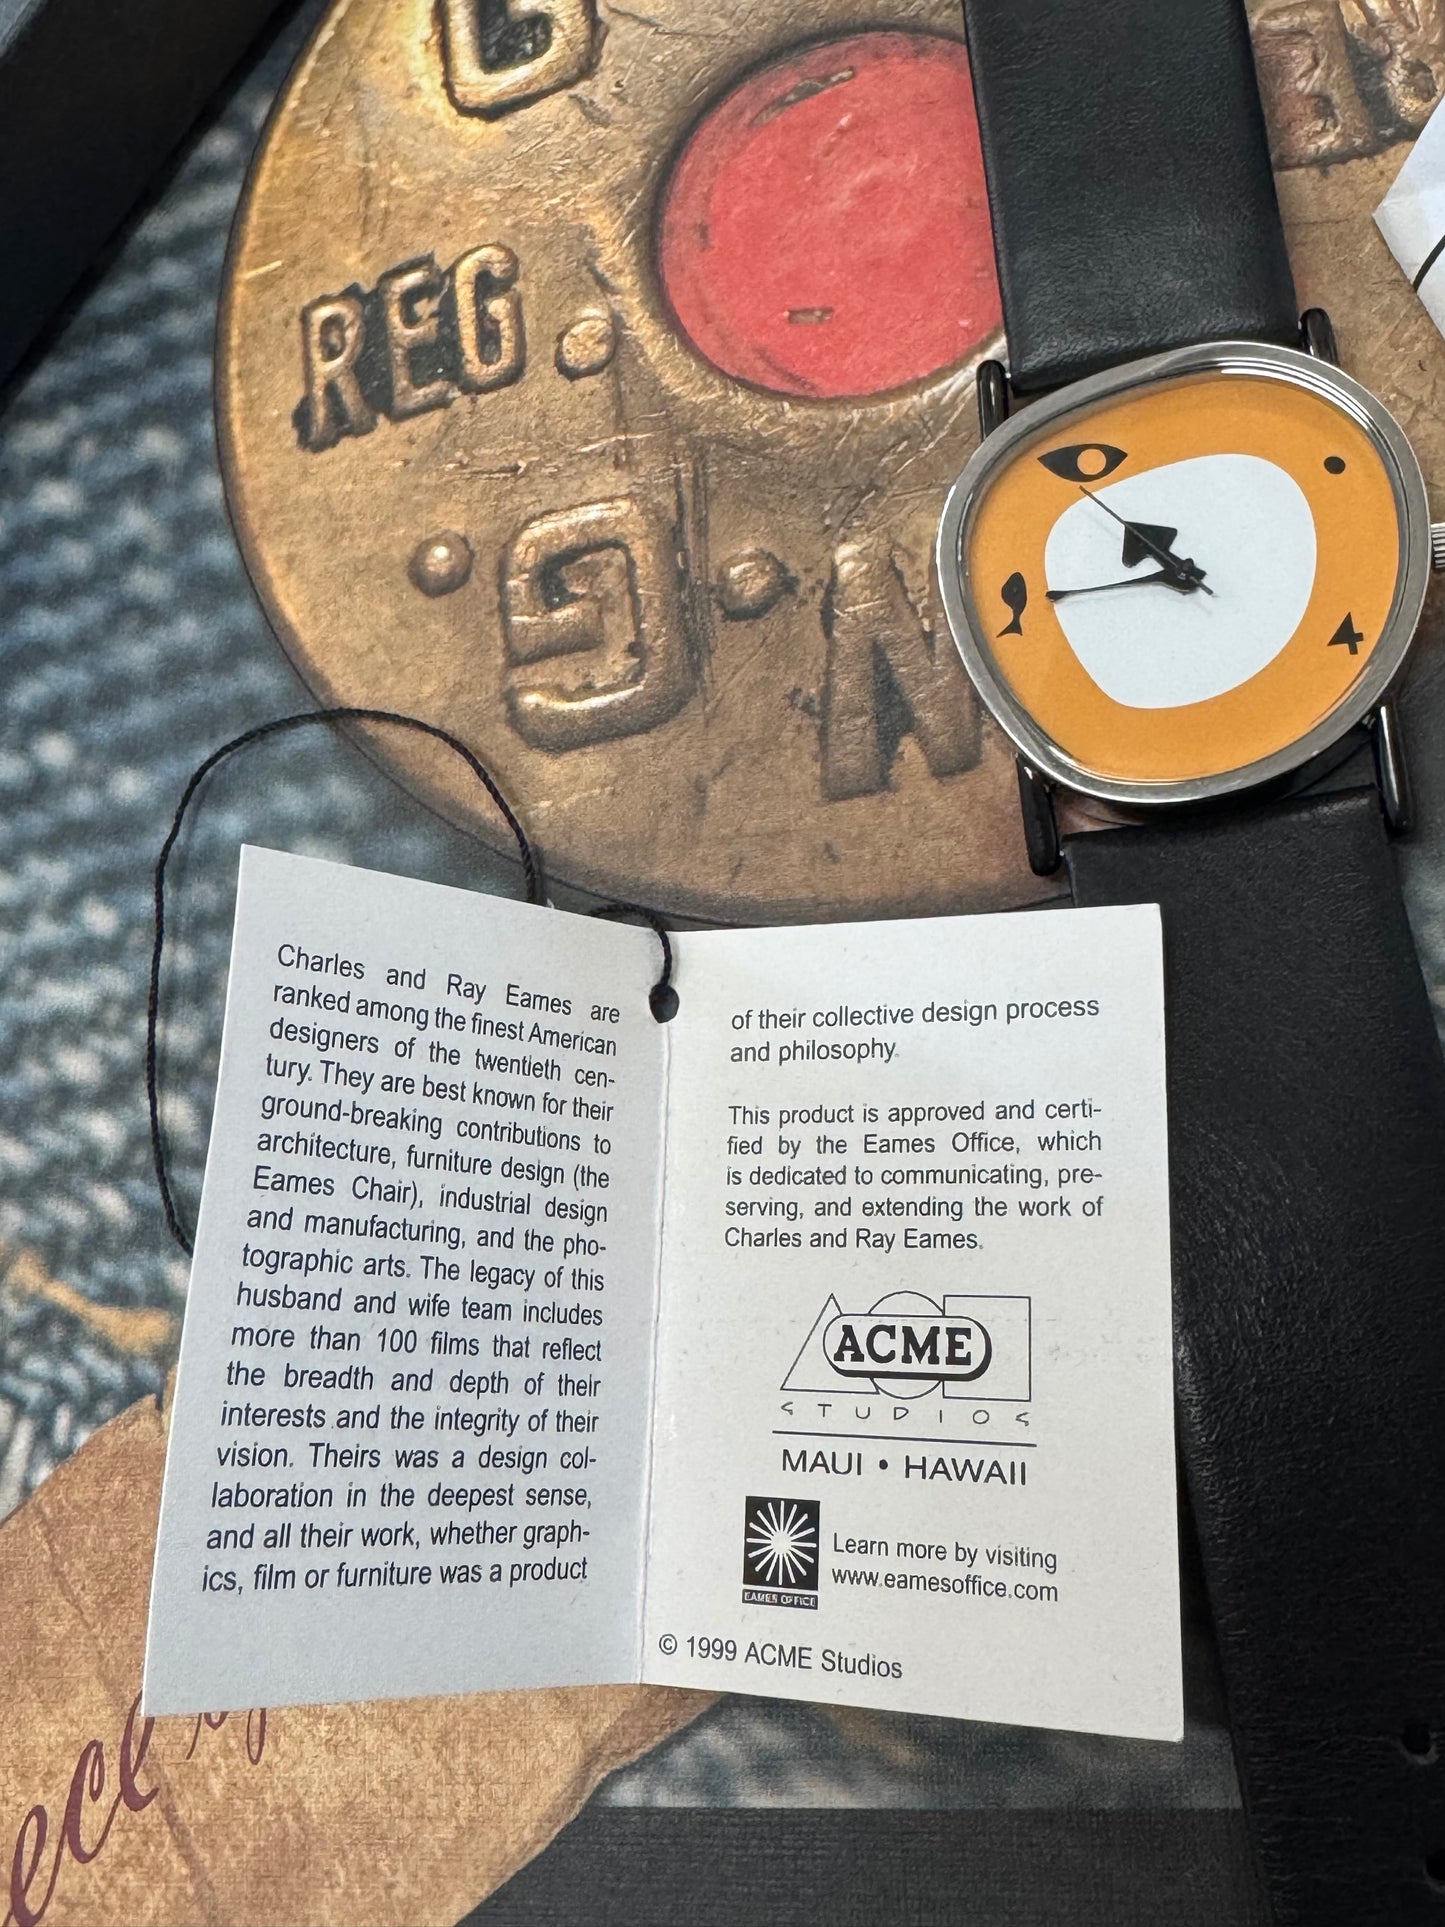 G
REG.
.G.N
4
Charles and Ray Eames are
ranked among the finest American
designers of the twentieth cen-
tury. They are best known for their
ground-breaking contributions to
architecture, furniture design (the
Eames Chair), industrial design
and manufacturing, and the pho-
tographic arts. The legacy of this
husband and wife team includes
more than 100 films that reflect
the breadth and depth of their
interests and the integrity of their
vision. Theirs was a design col-
laboration in the deepest sense,
and all their work, whether graph-
ics, film or furniture was a product
of their collective design process
and philosophy.
This product is approved and certi-
fied by the Eames Office, which
is dedicated to communicating, pre-
serving, and extending the work of
Charles and Ray Eames.
ACME
STUDIOS
MAUI • HAWAII
EAMES OFFICE
Learn more by visiting
www.eamesoffice.com
© 1999 ACME Studios